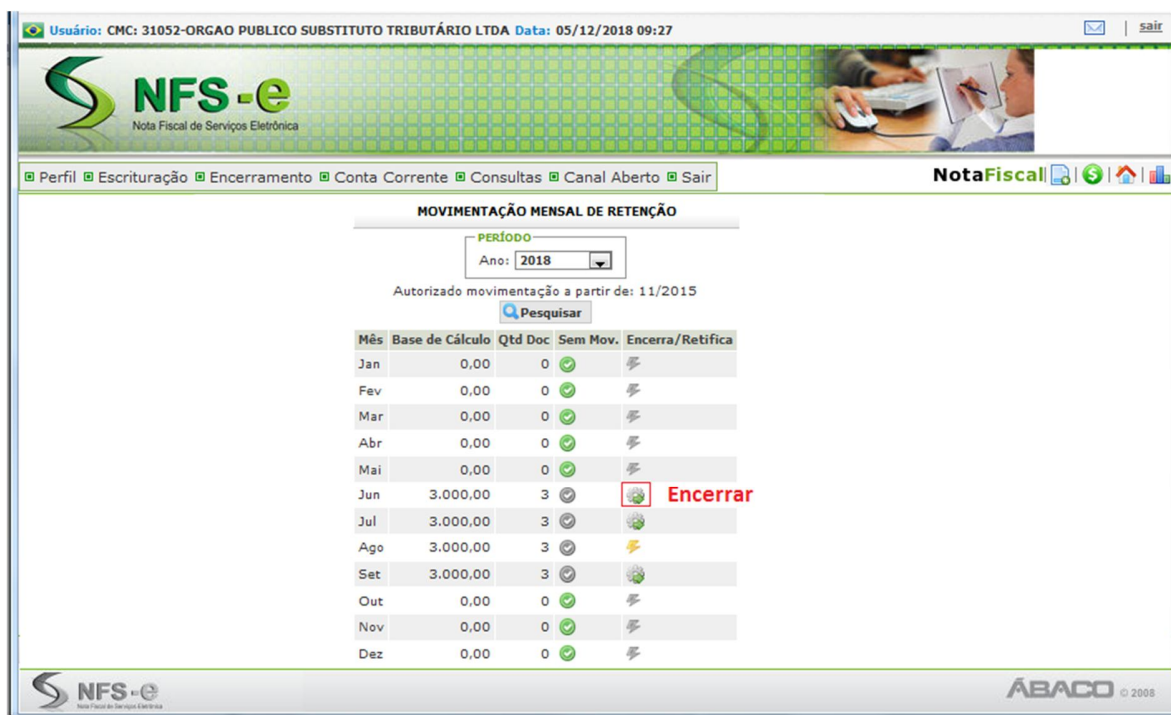 Usuário: CMC: 31052-ORGAO PUBLICO SUBSTITUTO TRIBUTÁRIO LTDA Data: 05/12/2018 09:27 | sair
NFS-e
Nota Fiscal de Serviços Eletrônica
Perfil Escrituração Encerramento Conta Corrente Consultas Canal Aberto Sair
NotaFiscal
MOVIMENTAÇÃO MENSAL DE RETENÇÃO
PERÍODO
Ano: 2018
Autorizado movimentação a partir de: 11/2015
Pesquisar
Mês Base de Cálculo Qtd Doc Sem Mov. Encerra/Retifica
Jan 0,00 0
Fev 0,00 0
Mar 0,00 0
Abr 0,00 0
Mai 0,00 0
Jun 3.000,00 3 Encerrar
Jul 3.000,00 3
Ago 3.000,00 3
Set 3.000,00 3
Out 0,00 0
Nov 0,00 0
Dez 0,00 0
NFS-e
Nota Fiscal de Serviços Eletrônica
ÁBACO © 2008